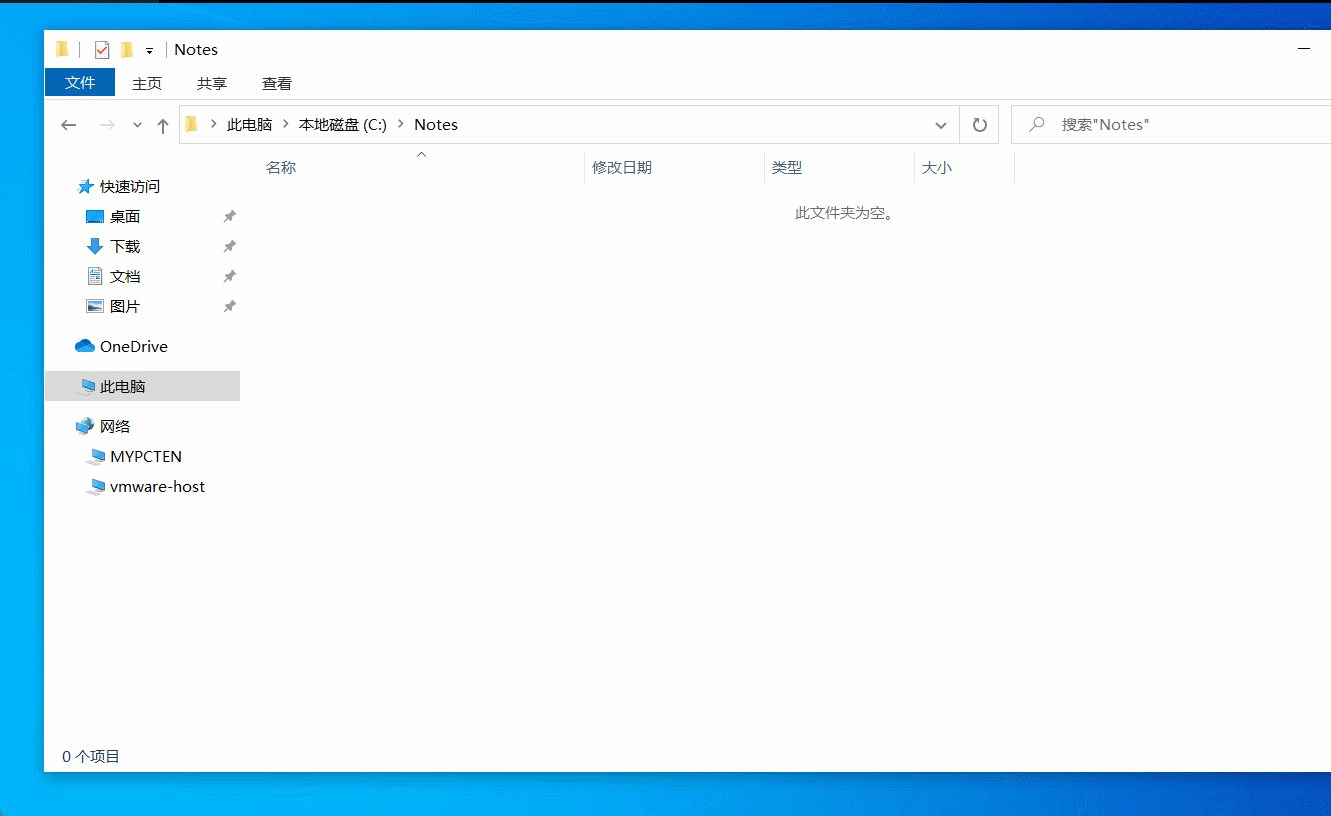 Notes
文件 主页 共享 查看
此电脑 本地磁盘 (C:) Notes 搜索"Notes"
名称 修改日期 类型 大小
此文件夹为空。
快速访问
桌面
下载
文档
图片
OneDrive
此电脑
网络
MYPCTEN
vmware-host
0 个项目